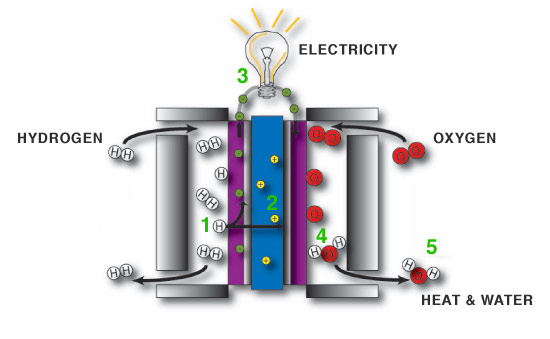 ELECTRICITY
3
HYDROGEN
OXYGEN
H H
H H
H
H H
H
H H
H H
1
2
+
+
+
+
O O
O O
O
O
4
H O H
5
H O H
HEAT & WATER